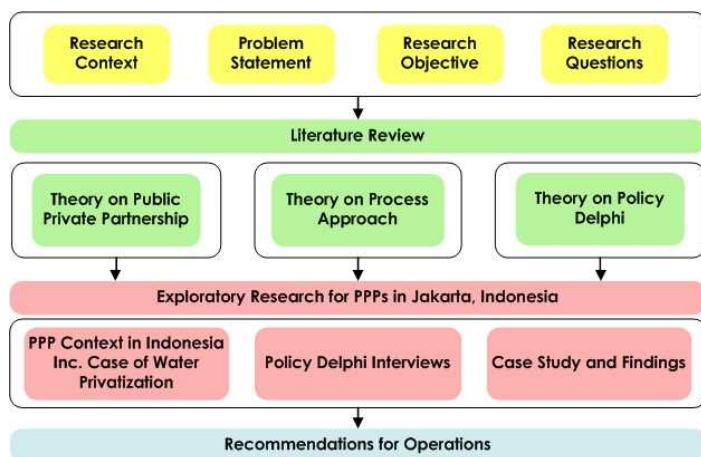 Research
Context
Problem
Statement
Research
Objective
Research
Questions
Literature Review
Theory on Public
Private Partnership
Theory on Process
Approach
Theory on Policy
Delphi
Exploratory Research for PPPs in Jakarta, Indonesia
PPP Context in Indonesia
Inc. Case of Water
Privatization
Policy Delphi Interviews
Case Study and Findings
Recommendations for Operations